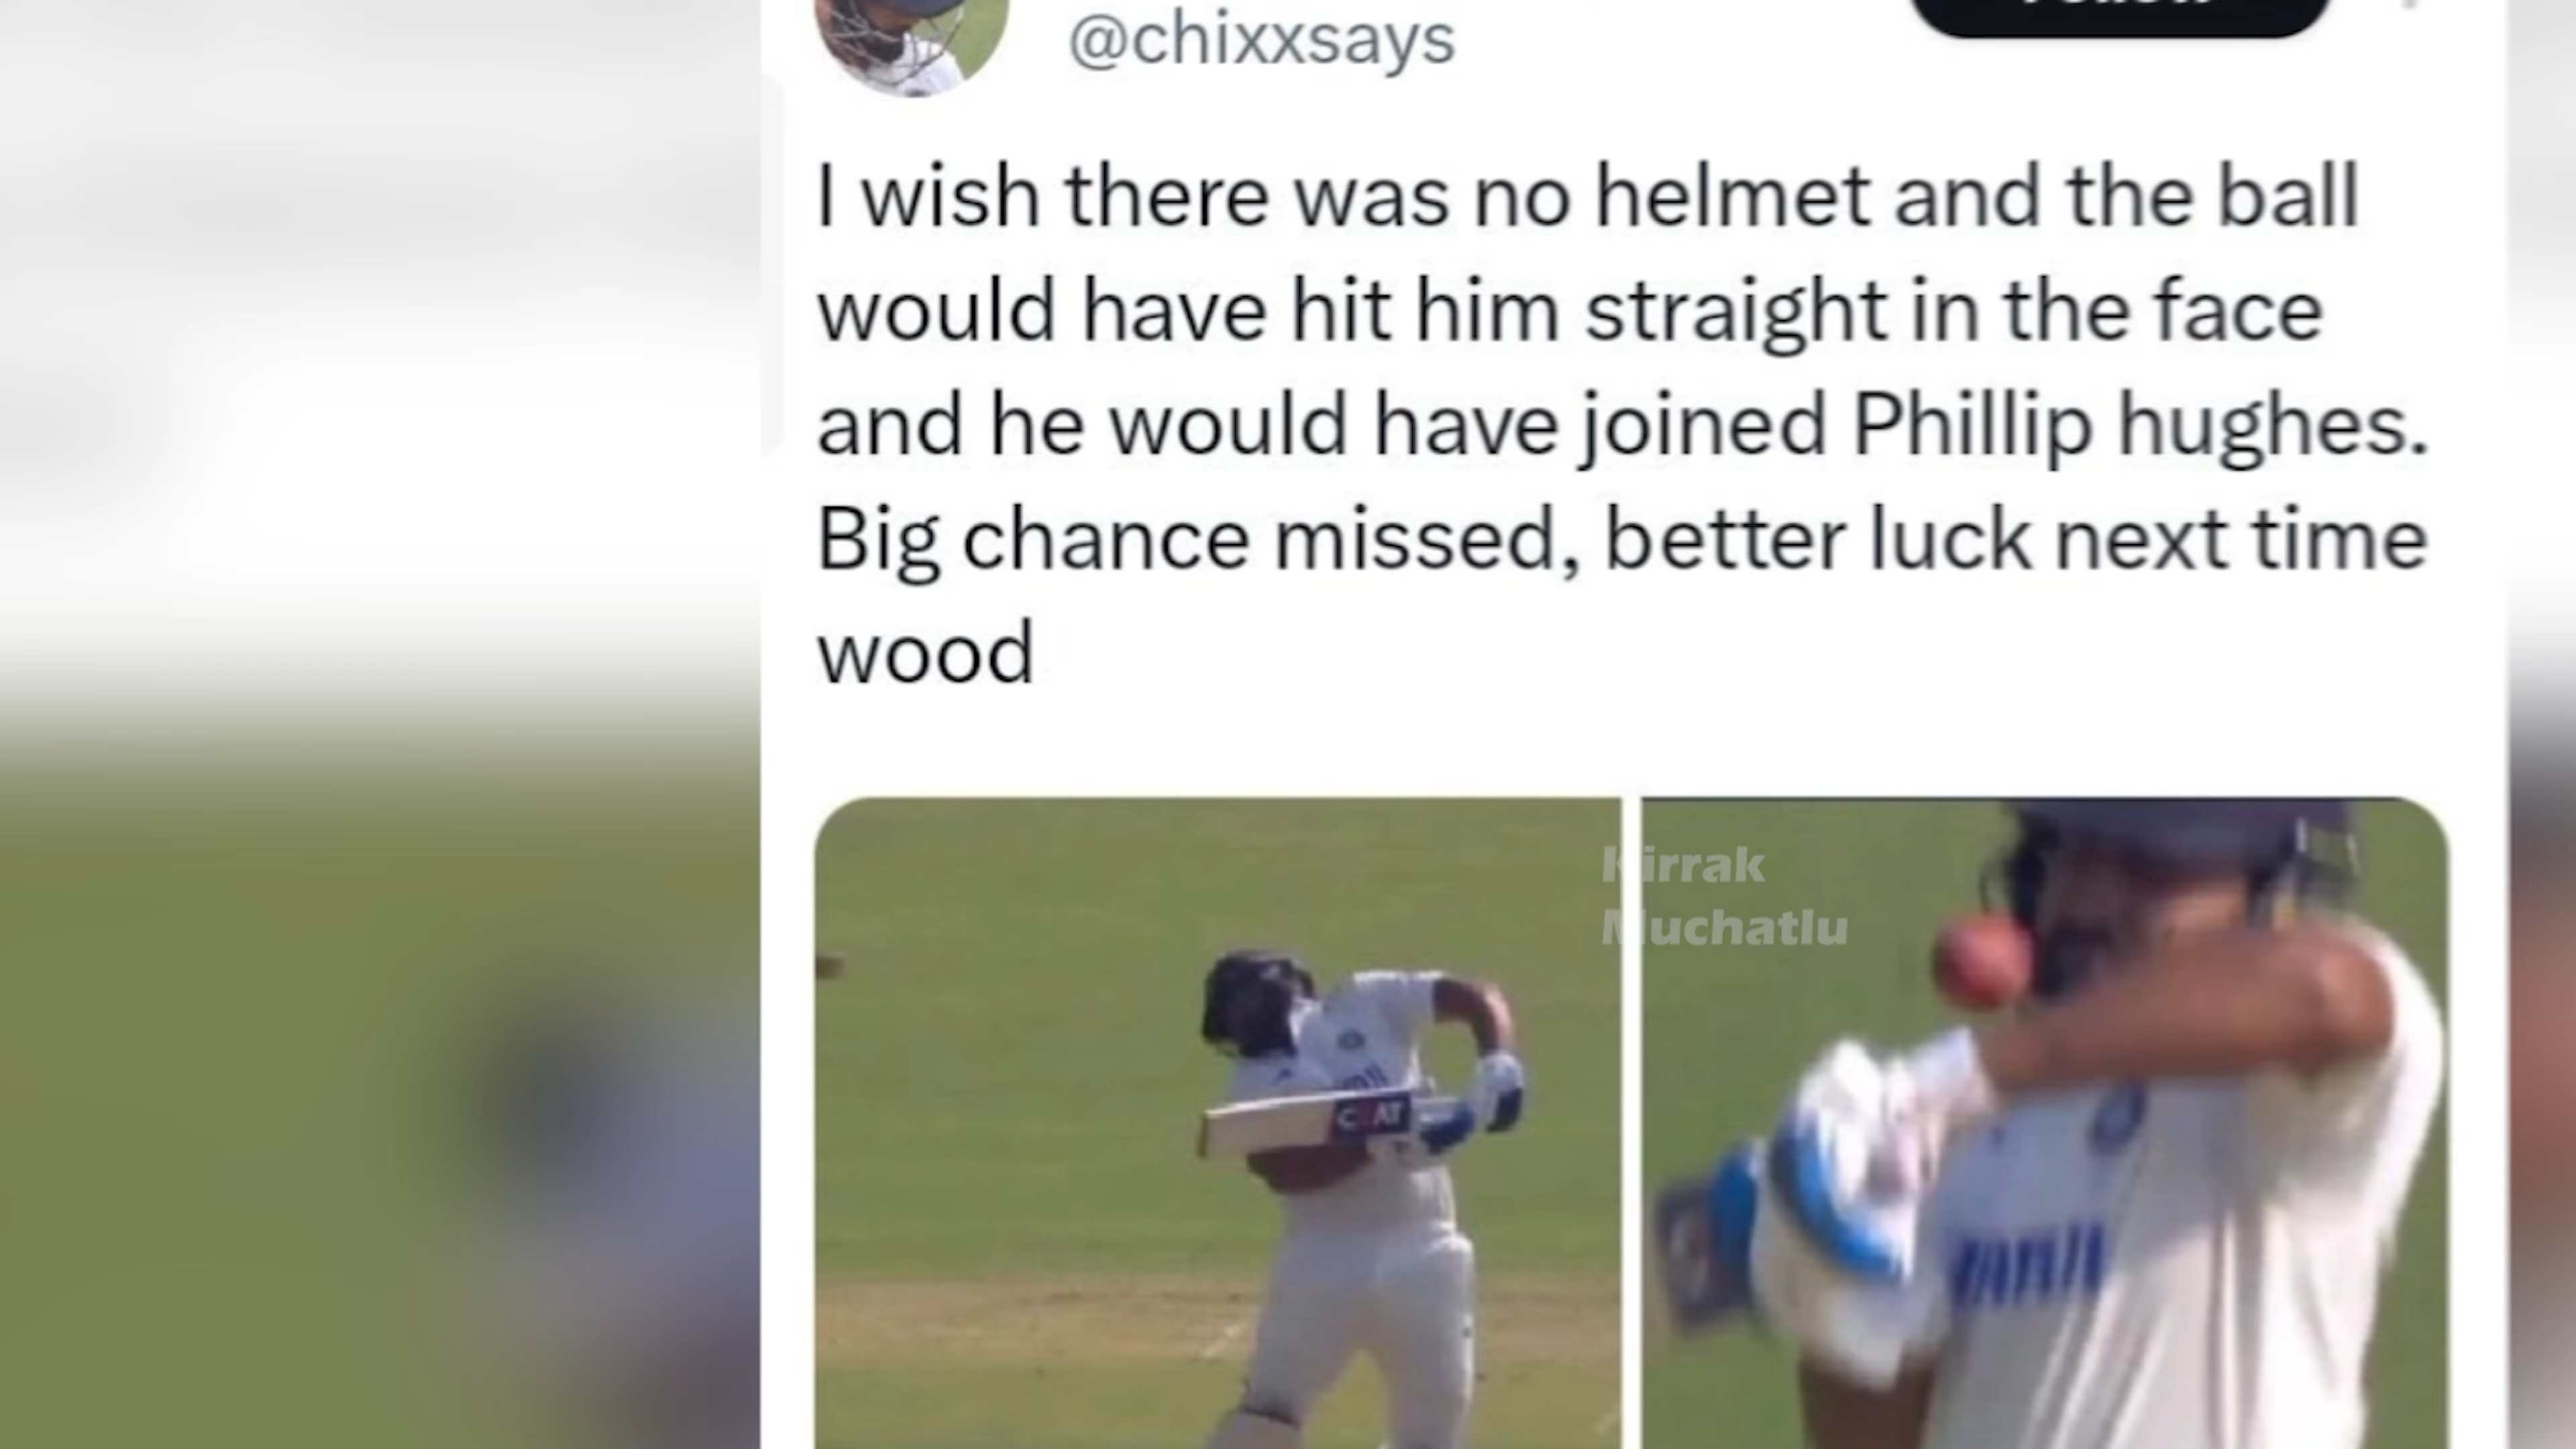 @chixxsays
I wish there was no helmet and the ball
would have hit him straight in the face
and he would have joined Phillip hughes.
Big chance missed, better luck next time
wood
Kirrak
Muchatlu
CEAT